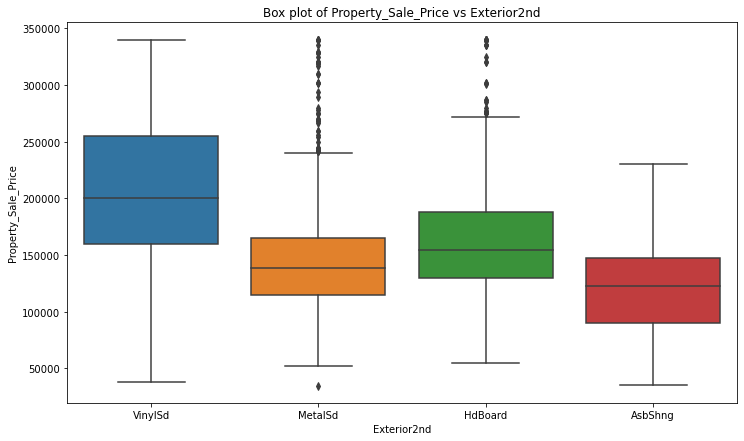 Box plot of Property_Sale_Price vs Exterior2nd
350000
300000
250000
200000
150000
100000
50000
Property_Sale_Price
VinylSd
MetalSd
HdBoard
AsbShng
Exterior2nd